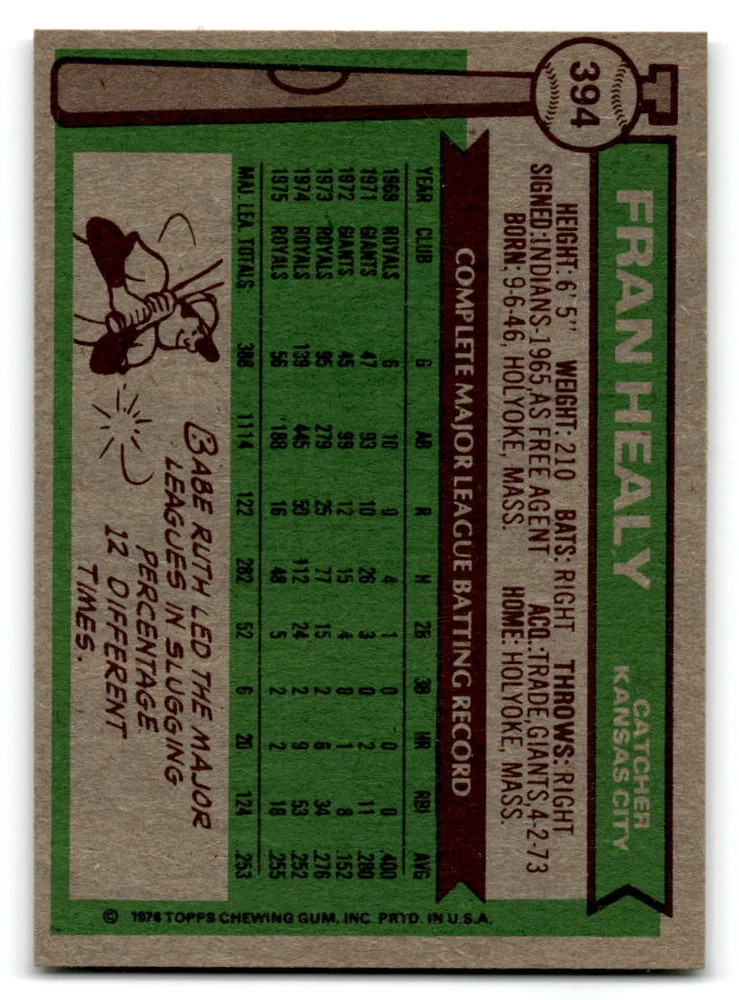 394
FRAN HEALY
CATCHER
KANSAS CITY
HEIGHT: 6' 5" WEIGHT: 210 BATS: RIGHT THROWS: RIGHT
SIGNED: INDIANS-1965 AS FREE AGENT ACQ.: TRADE, GIANTS, 4-2-73
BORN: 9-6-46, HOLYOKE, MASS. HOME: HOLYOKE, MASS.
COMPLETE MAJOR LEAGUE BATTING RECORD
YEAR CLUB G AB R H 2B 3B HR RBI AVG
1969 ROYALS 6 10 0 4 1 0 0 0 .400
1971 GIANTS 47 93 10 26 3 0 2 11 .280
1972 GIANTS 45 99 12 15 4 0 1 8 .152
1973 ROYALS 95 279 25 77 15 2 6 34 .276
1974 ROYALS 139 445 59 112 24 2 9 53 .252
1975 ROYALS 56 188 16 48 5 2 2 18 .255
MAJ. LEA. TOTALS: 388 1114 122 282 52 6 20 124 .253
BABE RUTH LED THE MAJOR
LEAGUES IN SLUGGING
PERCENTAGE
12 DIFFERENT
TIMES.
© 1976 TOPPS CHEWING GUM, INC. PRTD. IN U.S.A.